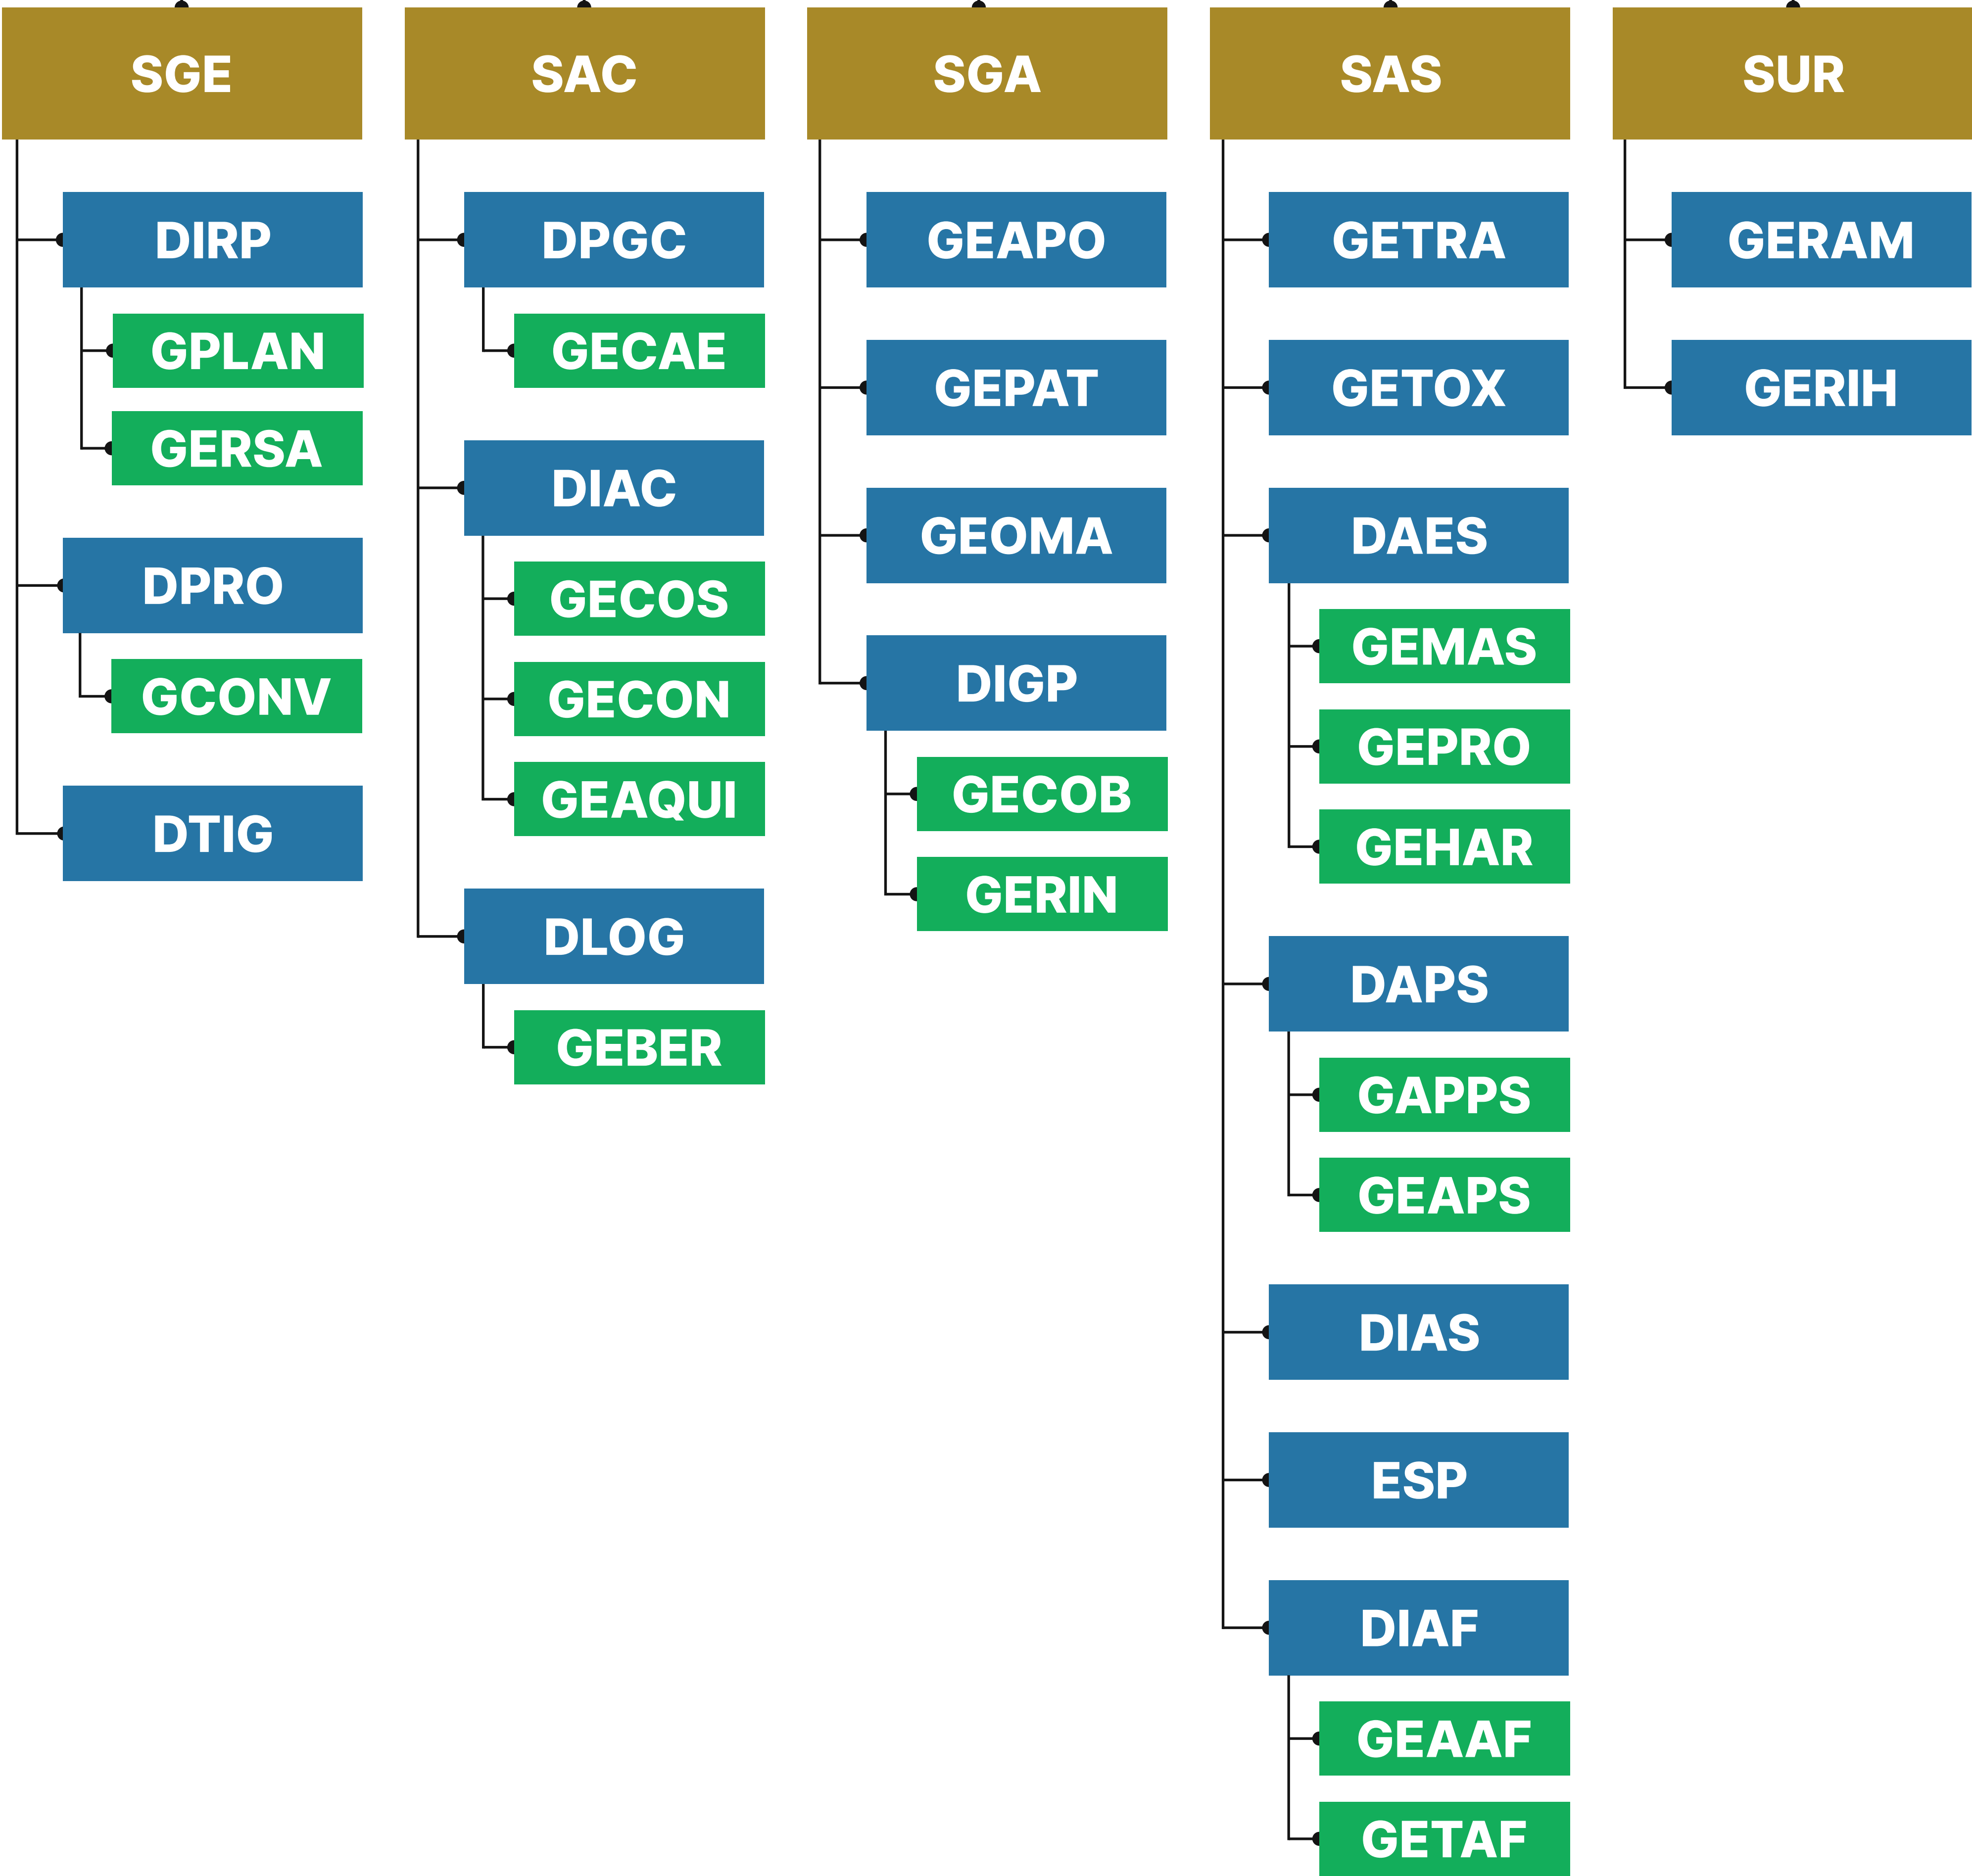 SGE
DIRP
GPLAN
GERSA
DPRO
GCONV
DTIG
SAC
DPGC
GECAE
DIAC
GECOS
GECON
GEAQUI
DLOG
GEBER
SGA
GEAPO
GEPAT
GEOMA
DIGP
GECOB
GERIN
SAS
GETRA
GETOX
DAES
GEMAS
GEPRO
GEHAR
DAPS
GAPPS
GEAPS
DIAS
ESP
DIAF
GEAAF
GETAF
SUR
GERAM
GERIH